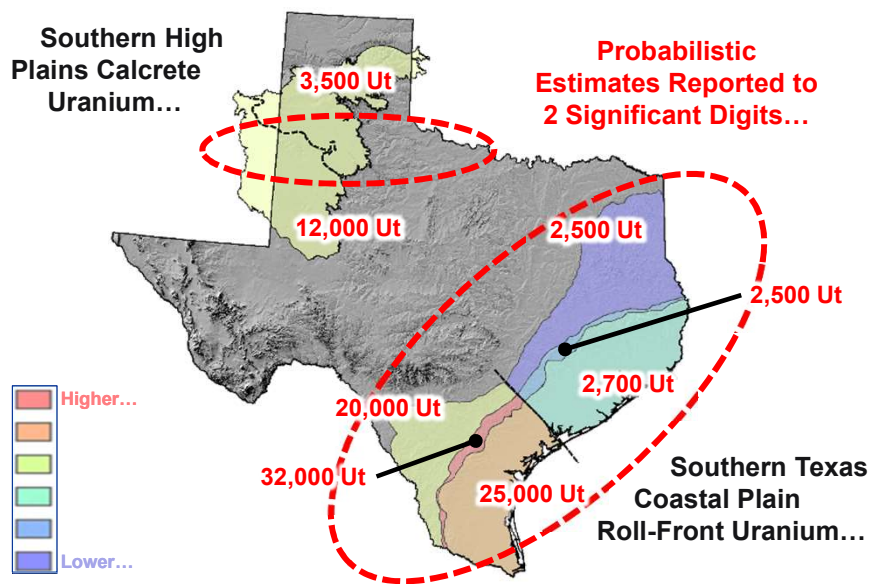 Southern High
Plains Calcrete
Uranium…
3,500 Ut
Probabilistic
Estimates Reported to
2 Significant Digits…
12,000 Ut
2,500 Ut
2,500 Ut
2,700 Ut
Higher…
20,000 Ut
32,000 Ut
25,000 Ut
Southern Texas
Coastal Plain
Roll-Front Uranium…
Lower…